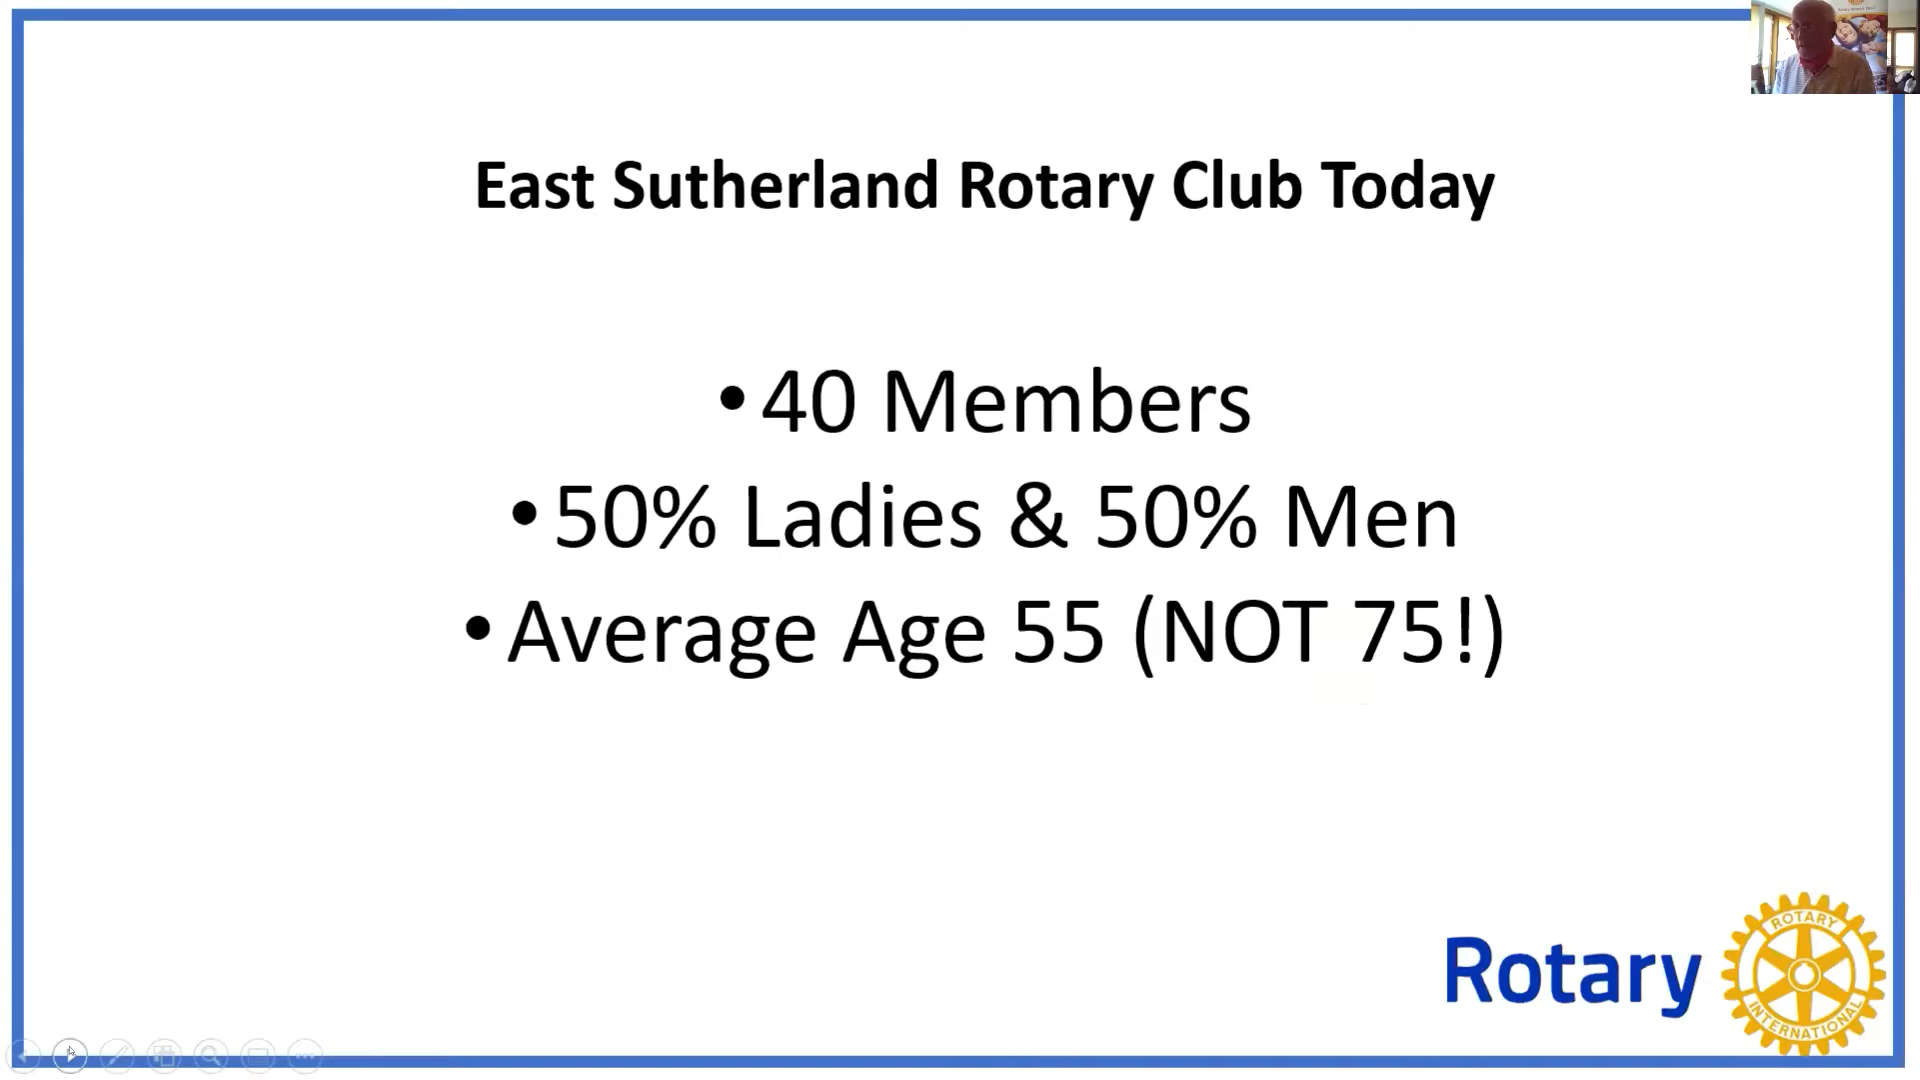 East Sutherland Rotary Club Today
• 40 Members
• 50% Ladies & 50% Men
• Average Age 55 (NOT 75!)
Rotary
ROTARY
INTERNATIONAL